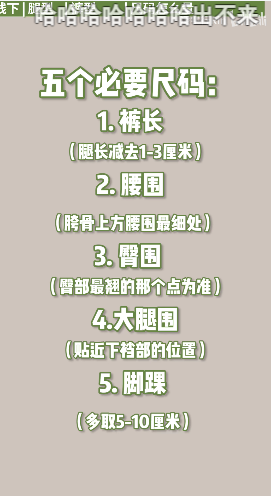 哈哈哈哈哈哈哈出不来
五个必要尺码：
1. 裤长
（腿长减去1-3厘米）
2. 腰围
（胯骨上方腰围最细处）
3. 臀围
（臀部最翘的那个点为准）
4.大腿围
（贴近下裆部的位置）
5. 脚踝
（多取5-10厘米）